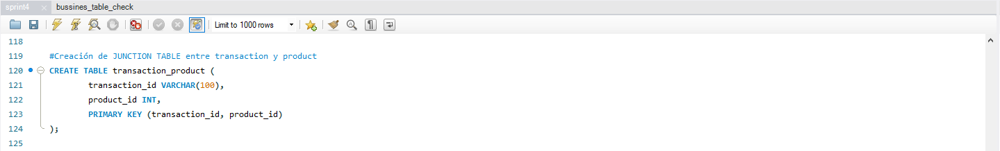 sprint4 bussines_table_check
Limit to 1000 rows
118
119 #Creación de JUNCTION TABLE entre transaction y product
120 CREATE TABLE transaction_product (
121 transaction_id VARCHAR(100),
122 product_id INT,
123 PRIMARY KEY (transaction_id, product_id)
124 );
125